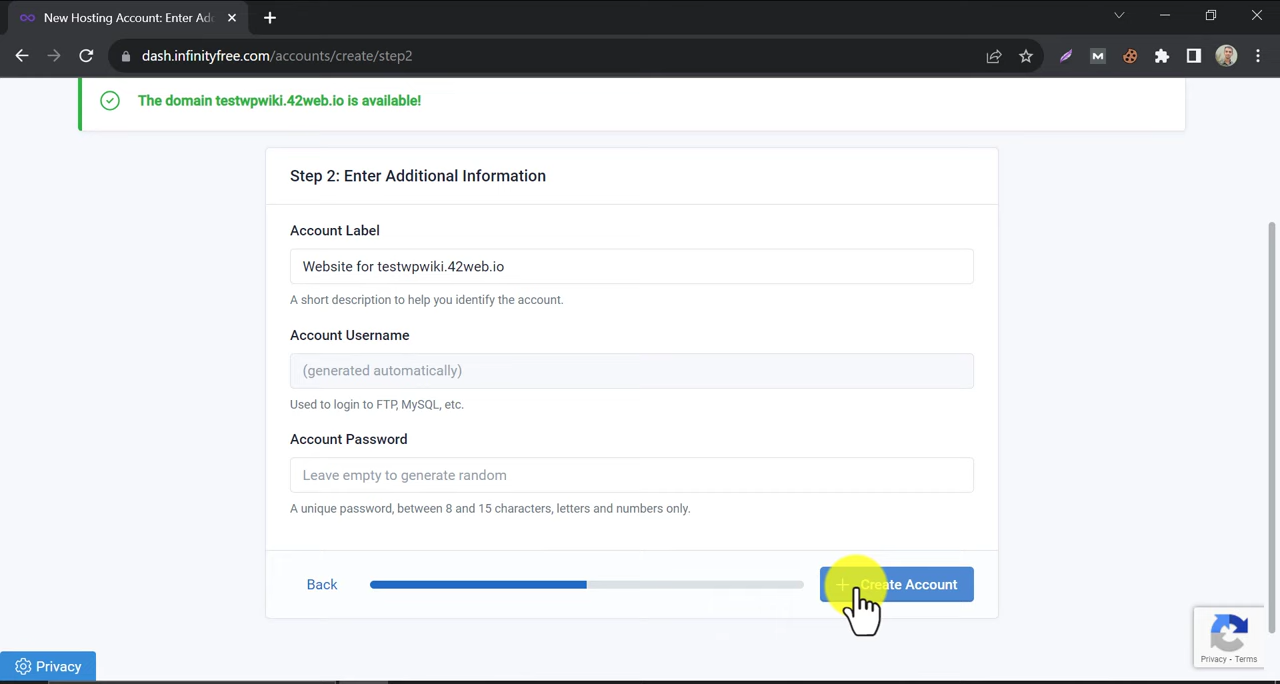 New Hosting Account: Enter Ad
dash.infinityfree.com/accounts/create/step2
M
The domain testwpwiki.42web.io is available!
Step 2: Enter Additional Information
Account Label
Website for testwpwiki.42web.io
A short description to help you identify the account.
Account Username
(generated automatically)
Used to login to FTP, MySQL, etc.
Account Password
Leave empty to generate random
A unique password, between 8 and 15 characters, letters and numbers only.
Back
+ Create Account
Privacy - Terms
Privacy